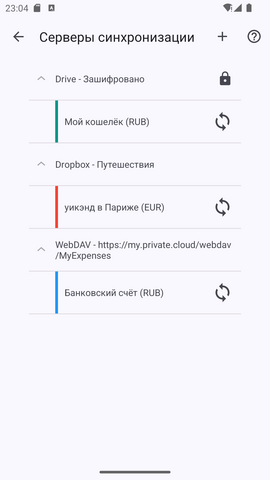 23:04
Серверы синхронизации
Drive - Зашифровано
Мой кошелёк (RUB)
Dropbox - Путешествия
уикэнд в Париже (EUR)
WebDAV - https://my.private.cloud/webdav
/MyExpenses
Банковский счёт (RUB)